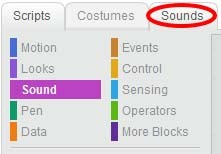 Scripts Costumes Sounds
Motion Events
Looks Control
Sound Sensing
Pen Operators
Data More Blocks